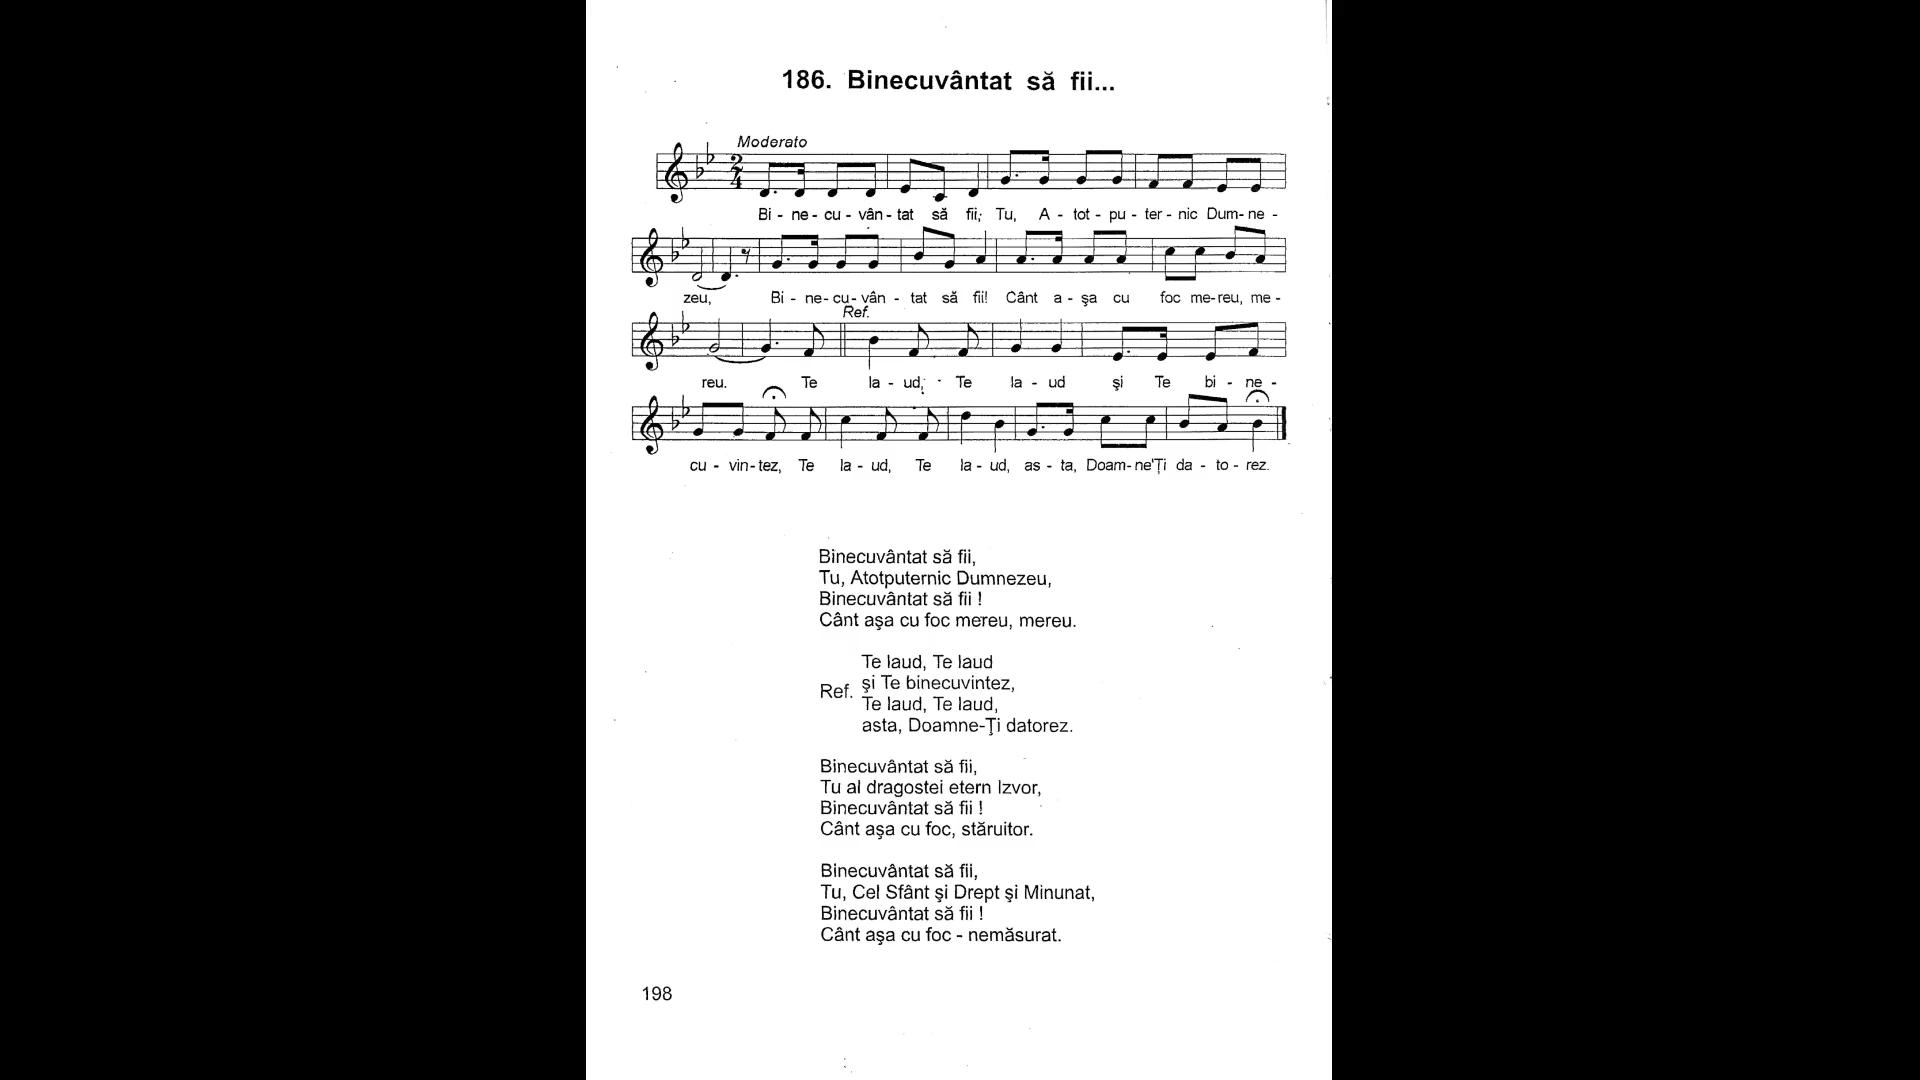 186. Binecuvântat să fii...
Moderato
2
4
Bi - ne - cu - vân - tat să fii, Tu, A - tot - pu - ter - nic Dum - ne -
zeu, Bi - ne - cu - vân - tat să fii! Cânt a - şa cu foc me - reu, me -
Ref.
reu. Te la - ud, Te la - ud şi Te bi - ne -
cu - vin - tez, Te la - ud, Te la - ud, as - ta, Doam - ne'Ţi da - to - rez.
Binecuvântat să fii,
Tu, Atotputernic Dumnezeu,
Binecuvântat să fii !
Cânt aşa cu foc mereu, mereu.
Te laud, Te laud
Ref. şi Te binecuvintez,
Te laud, Te laud,
asta, Doamne-Ţi datorez.
Binecuvântat să fii,
Tu al dragostei etern Izvor,
Binecuvântat să fii !
Cânt aşa cu foc, stăruitor.
Binecuvântat să fii,
Tu, Cel Sfânt şi Drept şi Minunat,
Binecuvântat să fii !
Cânt aşa cu foc - nemăsurat.
198